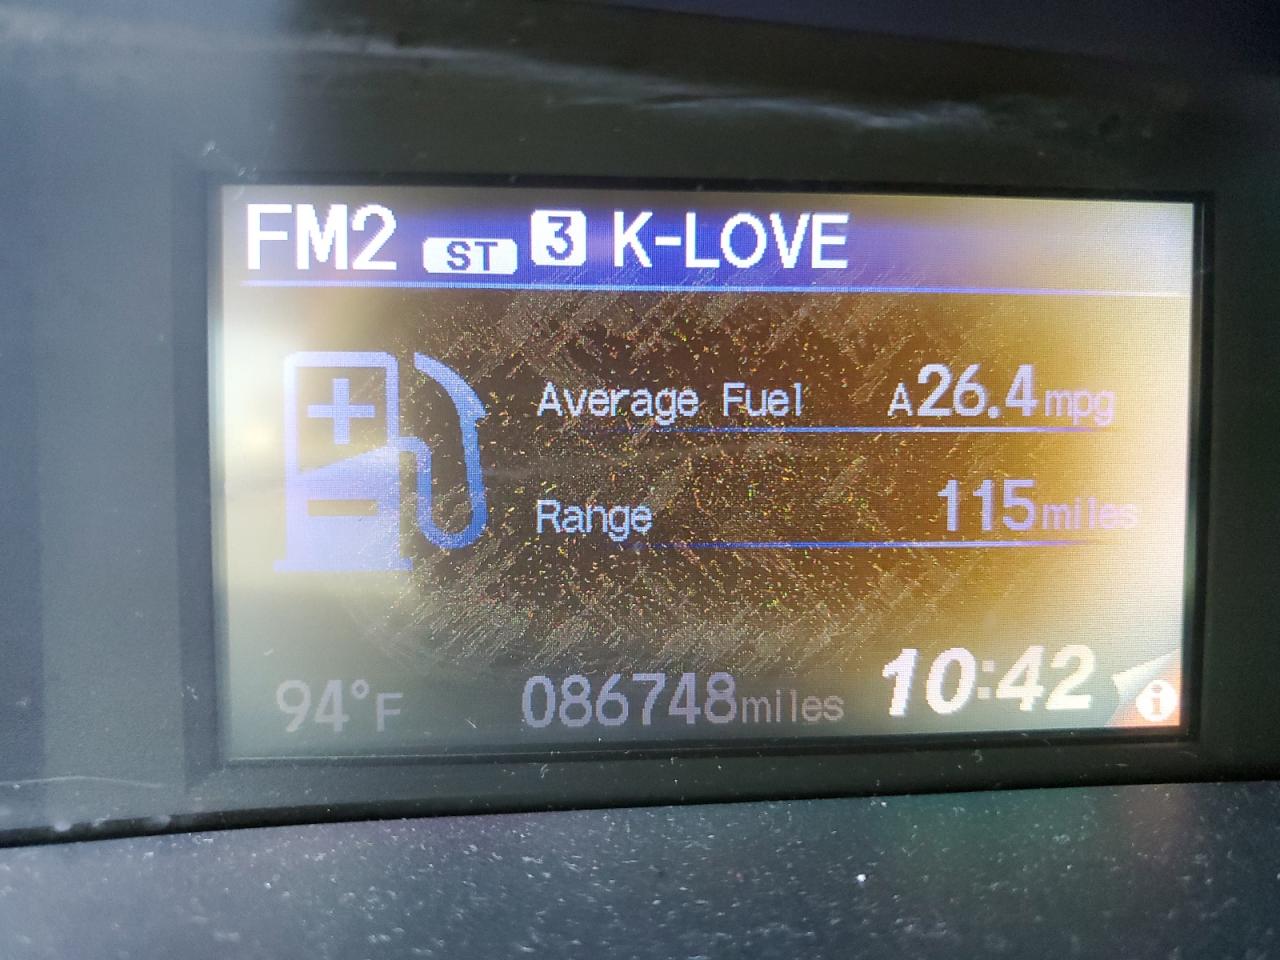 FM2 ST 3 K-LOVE
Average Fuel A26.4mpg
Range 115miles
94°F 086748miles 10:42 i